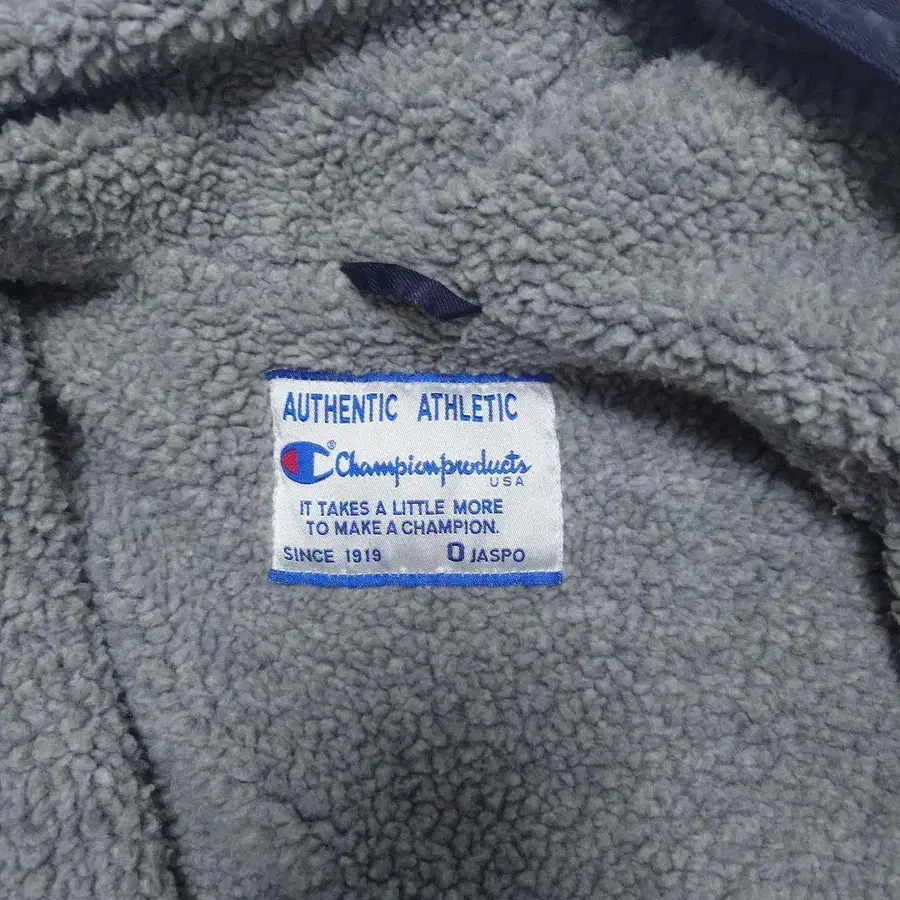 AUTHENTIC ATHLETIC
C® Championproducts
USA
IT TAKES A LITTLE MORE
TO MAKE A CHAMPION.
SINCE 1919 O JASPO